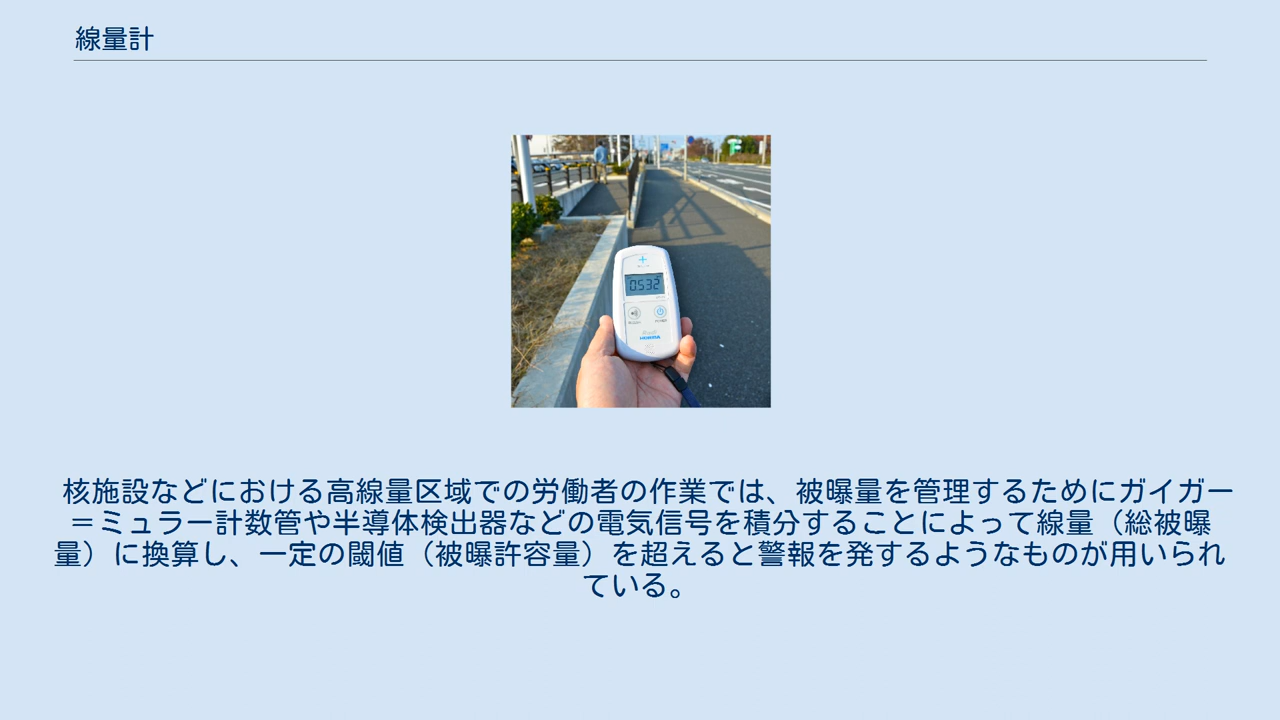 線量計
0.532
HORIBA
核施設などにおける高線量区域での労働者の作業では、被曝量を管理するためにガイガー
＝ミュラー計数管や半導体検出器などの電気信号を積分することによって線量（総被曝
量）に換算し、一定の閾値（被曝許容量）を超えると警報を発するようなものが用いられ
ている。